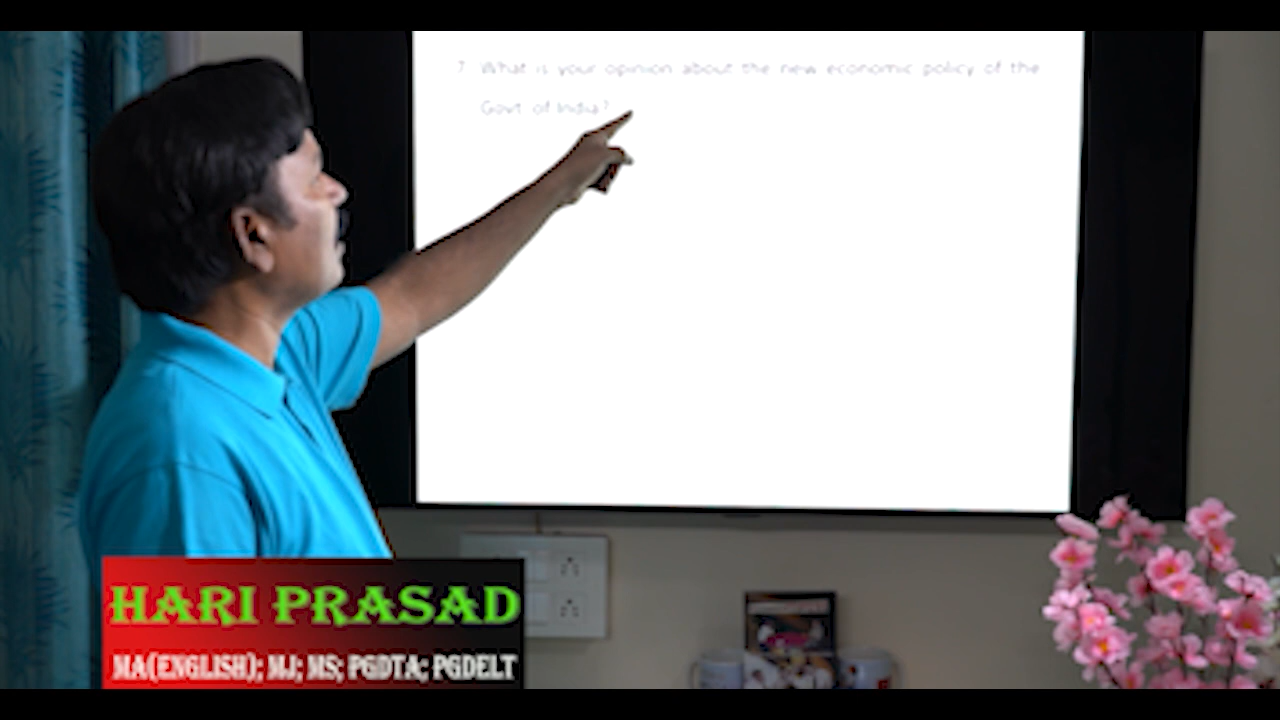 7. What is your opinion about the new economic policy of the
Govt. of India?
HARI PRASAD
MA(ENGLISH); MJ; MS; PGDTA; PGDELT